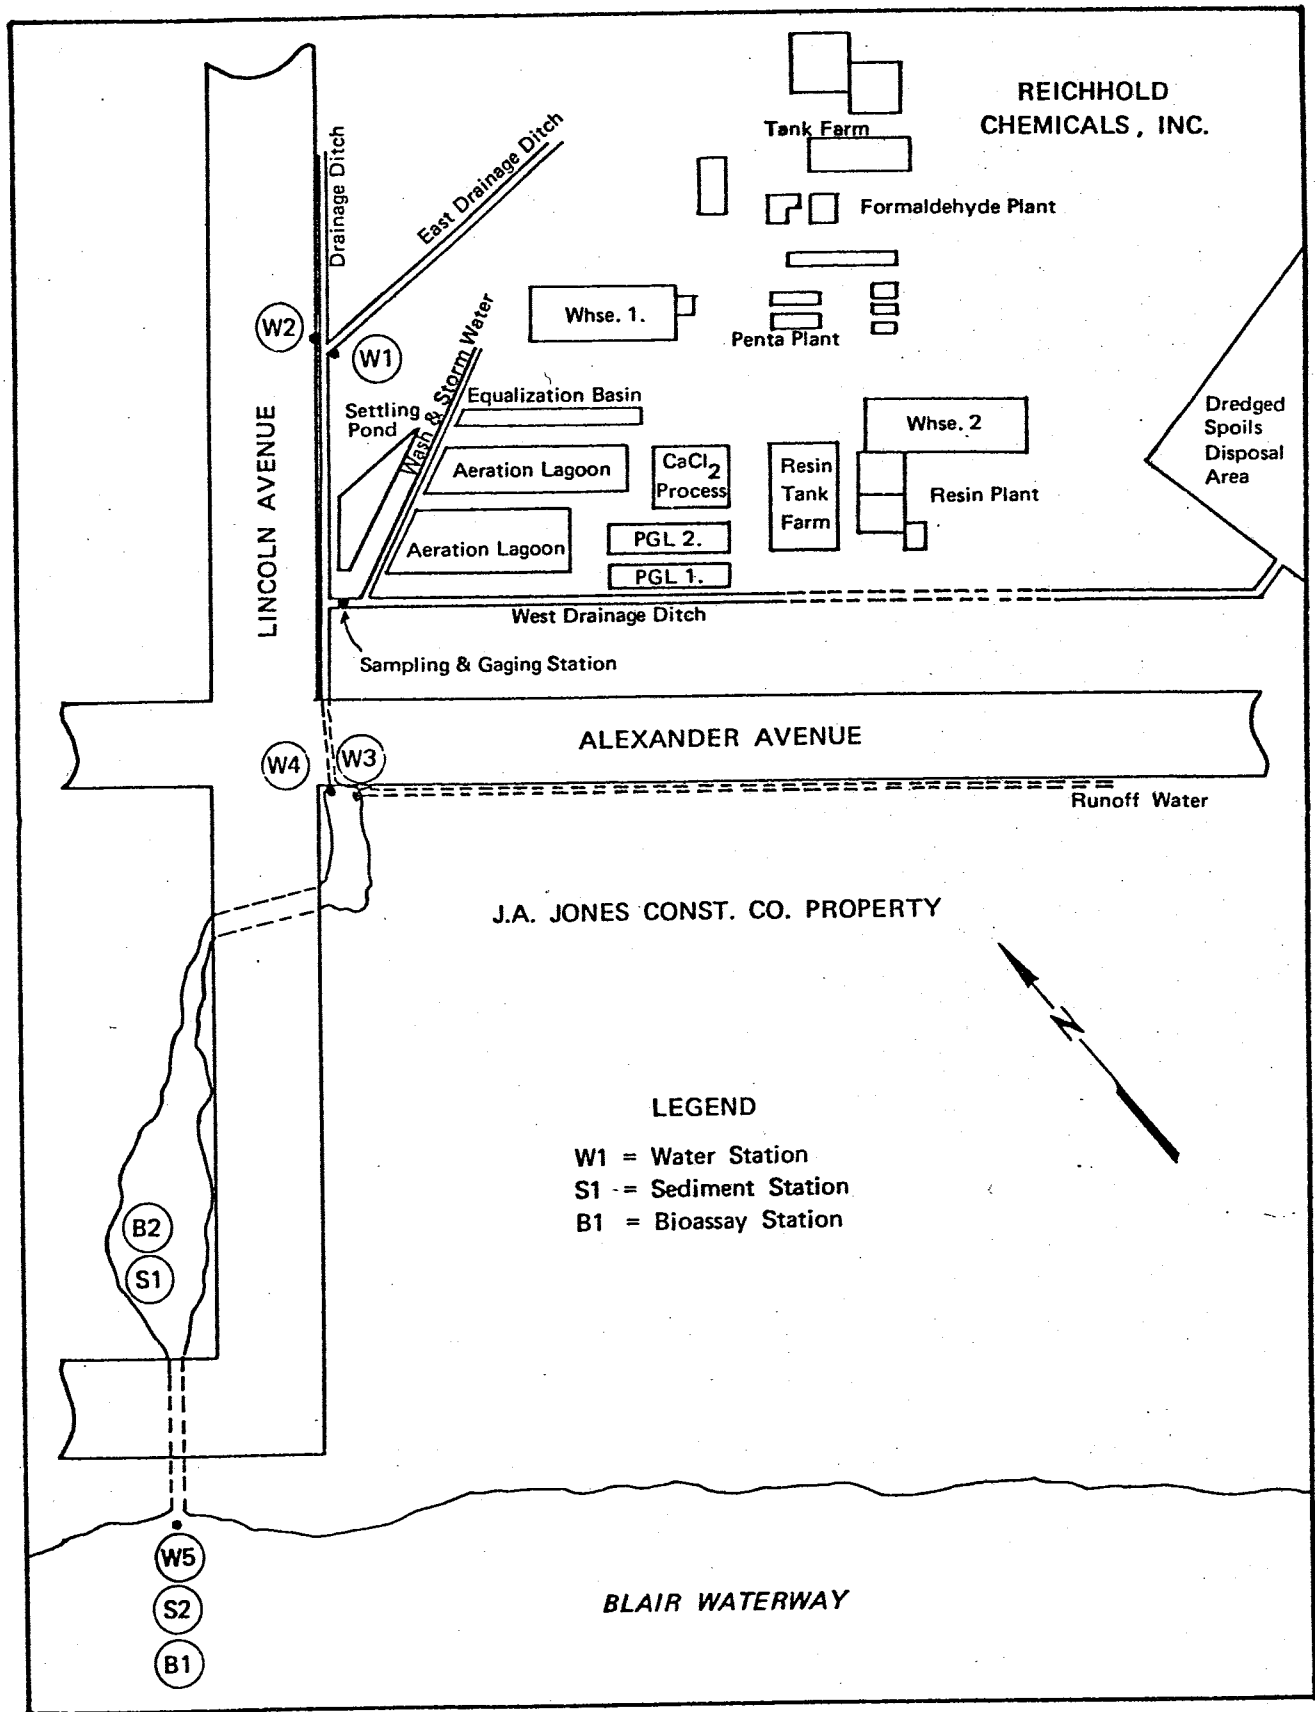 REICHHOLD
CHEMICALS, INC.
Tank Farm
Formaldehyde Plant
Drainage Ditch
East Drainage Ditch
W2
W1
Whse. 1.
Penta Plant
Wash & Storm Water
Equalization Basin
Settling
Pond
Whse. 2
Dredged
Spoils
Disposal
Area
Aeration Lagoon
CaCl2
Process
Resin
Tank
Farm
Resin Plant
LINCOLN AVENUE
Aeration Lagoon
PGL 2.
PGL 1.
West Drainage Ditch
Sampling & Gaging Station
ALEXANDER AVENUE
W4
W3
Runoff Water
J.A. JONES CONST. CO. PROPERTY
N
LEGEND
W1 = Water Station
S1 = Sediment Station
B1 = Bioassay Station
B2
S1
W5
S2
B1
BLAIR WATERWAY